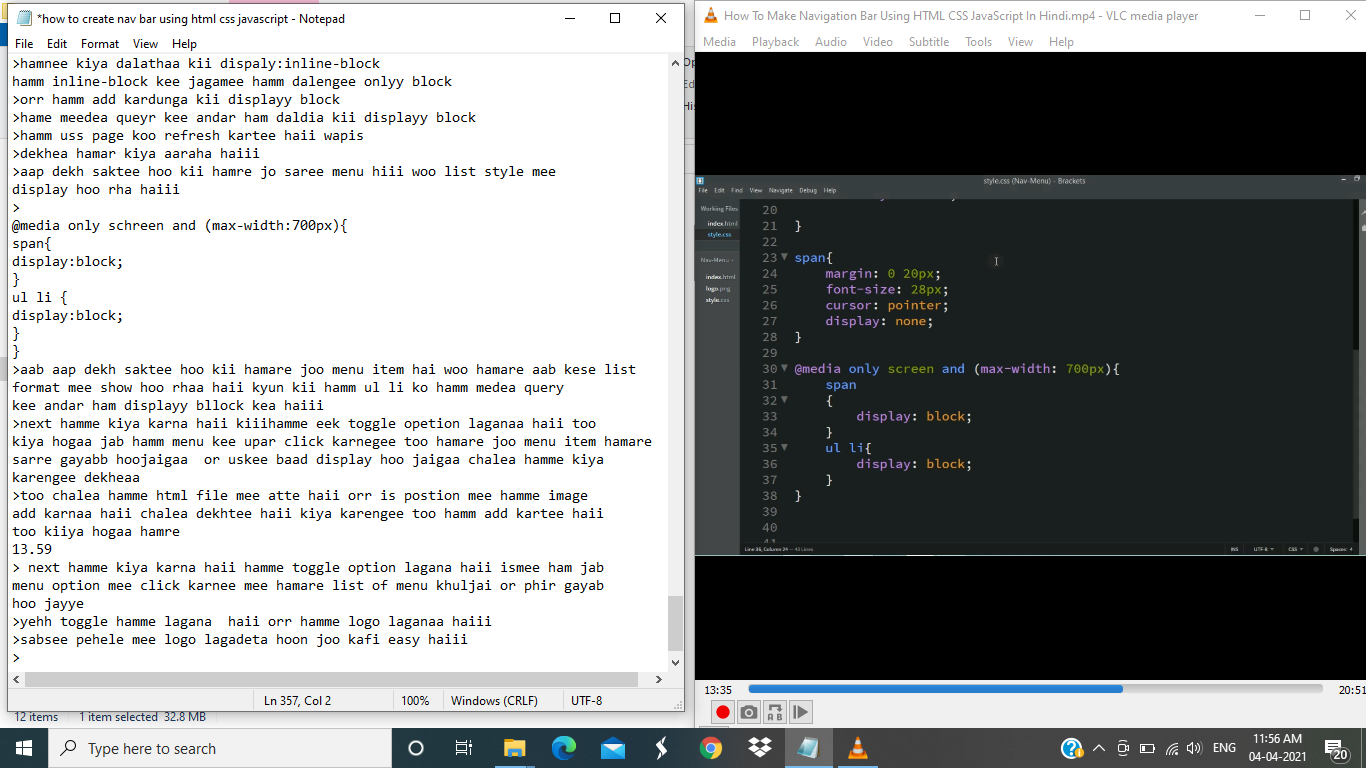 *how to create nav bar using html css javascript - Notepad
File Edit Format View Help
>hamnee kiya dalathaa kii dispaly:inline-block
hamm inline-block kee jagamee hamm dalengee onlyy block
>orr hamm add kardunga kii displayy block
>hame meedea queyr kee andar ham daldia kii displayy block
>hamm uss page koo refresh kartee haii wapis
>dekhea hamar kiya aaraha haiii
>aap dekh saktee hoo kii hamre jo saree menu hiii woo list style mee
display hoo rha haiii
>
@media only schreen and (max-width:700px){
span{
display:block;
}
ul li {
display:block;
}
}
>aab aap dekh saktee hoo kii hamare joo menu item hai woo hamare aab kese list
format mee show hoo rhaa haii kyun kii hamm ul li ko hamm medea query
kee andar ham displayy bllock kea haiii
>next hamme kiya karna haii kiiihamme eek toggle opetion laganaa haii too
kiya hogaa jab hamm menu kee upar click karnegee too hamare joo menu item hamare
sarre gayabb hoojaigaa  or uskee baad display hoo jaigaa chalea hamme kiya
karengee dekheaa
>too chalea hamme html file mee atte haii orr is postion mee hamme image
add karnaa haii chalea dekhtee haii kiya karengee too hamm add kartee haii
too kiiya hogaa hamre
13.59
> next hamme kiya karna haii hamme toggle option lagana haii ismee ham jab
menu option mee click karnee mee hamare list of menu khuljai or phir gayab
hoo jayye
>yehh toggle hamme lagana  haii orr hamme logo laganaa haiii
>sabsee pehele mee logo lagadeta hoon joo kafi easy haiii
>
Ln 357, Col 2 100% Windows (CRLF) UTF-8
12 items 1 item selected 32.8 MB
How To Make Navigation Bar Using HTML CSS JavaScript In Hindi.mp4 - VLC media player
Media Playback Audio Video Subtitle Tools View Help
style.css (Nav-Menu) - Brackets
File Edit Find View Navigate Debug Help
Working Files
index.html
style.css
Nav-Menu
index.html
logo.png
style.css
20
21 }
22
23 span{
24 margin: 0 20px;
25 font-size: 28px;
26 cursor: pointer;
27 display: none;
28 }
29
30 @media only screen and (max-width: 700px){
31 span
32 {
33 display: block;
34 }
35 ul li{
36 display: block;
37 }
38 }
39
40
Line 36, Column 24 — 43 Lines INS UTF-8 CSS Spaces: 4
13:35 20:51
Type here to search
ENG
11:56 AM
04-04-2021
20